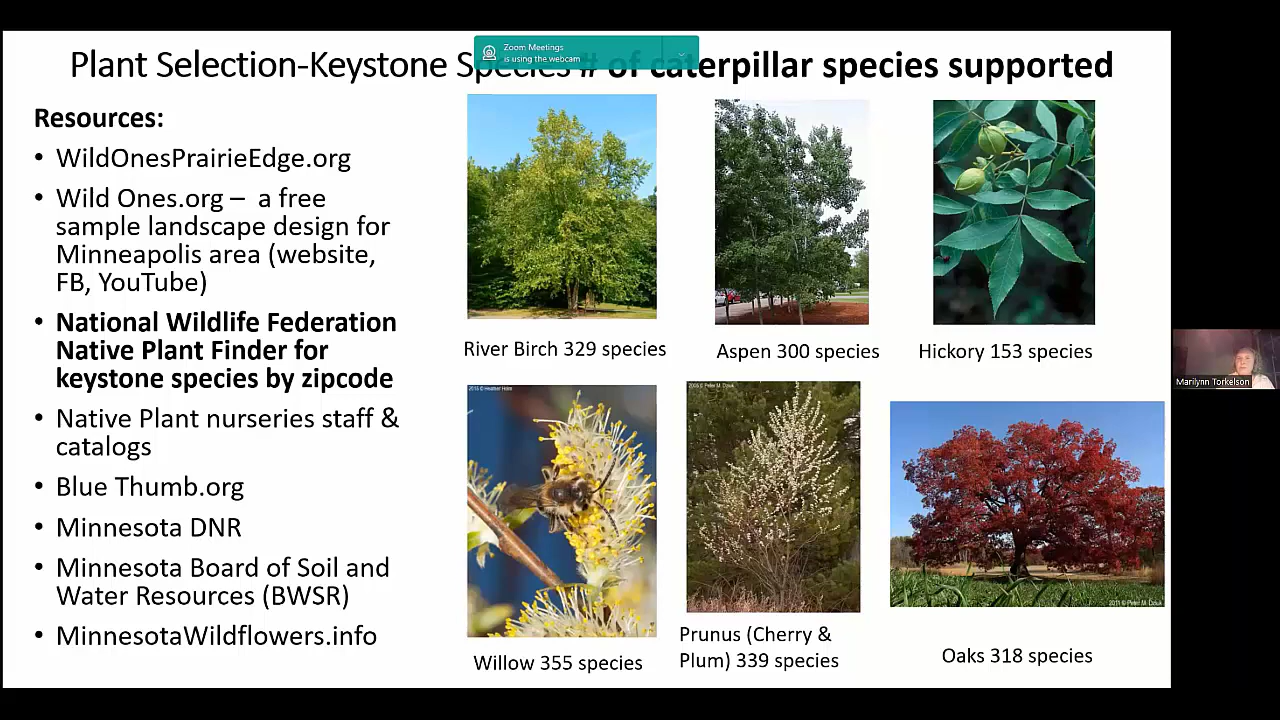 Plant Selection-Keystone Species # of caterpillar species supported
Zoom Meetings
is using the webcam
Resources:
• WildOnesPrairieEdge.org
• Wild Ones.org – a free
sample landscape design for
Minneapolis area (website,
FB, YouTube)
• National Wildlife Federation
Native Plant Finder for
keystone species by zipcode
• Native Plant nurseries staff &
catalogs
• Blue Thumb.org
• Minnesota DNR
• Minnesota Board of Soil and
Water Resources (BWSR)
• MinnesotaWildflowers.info
River Birch 329 species
Aspen 300 species
Hickory 153 species
Willow 355 species
Prunus (Cherry &
Plum) 339 species
Oaks 318 species
Marilynn Torkelson